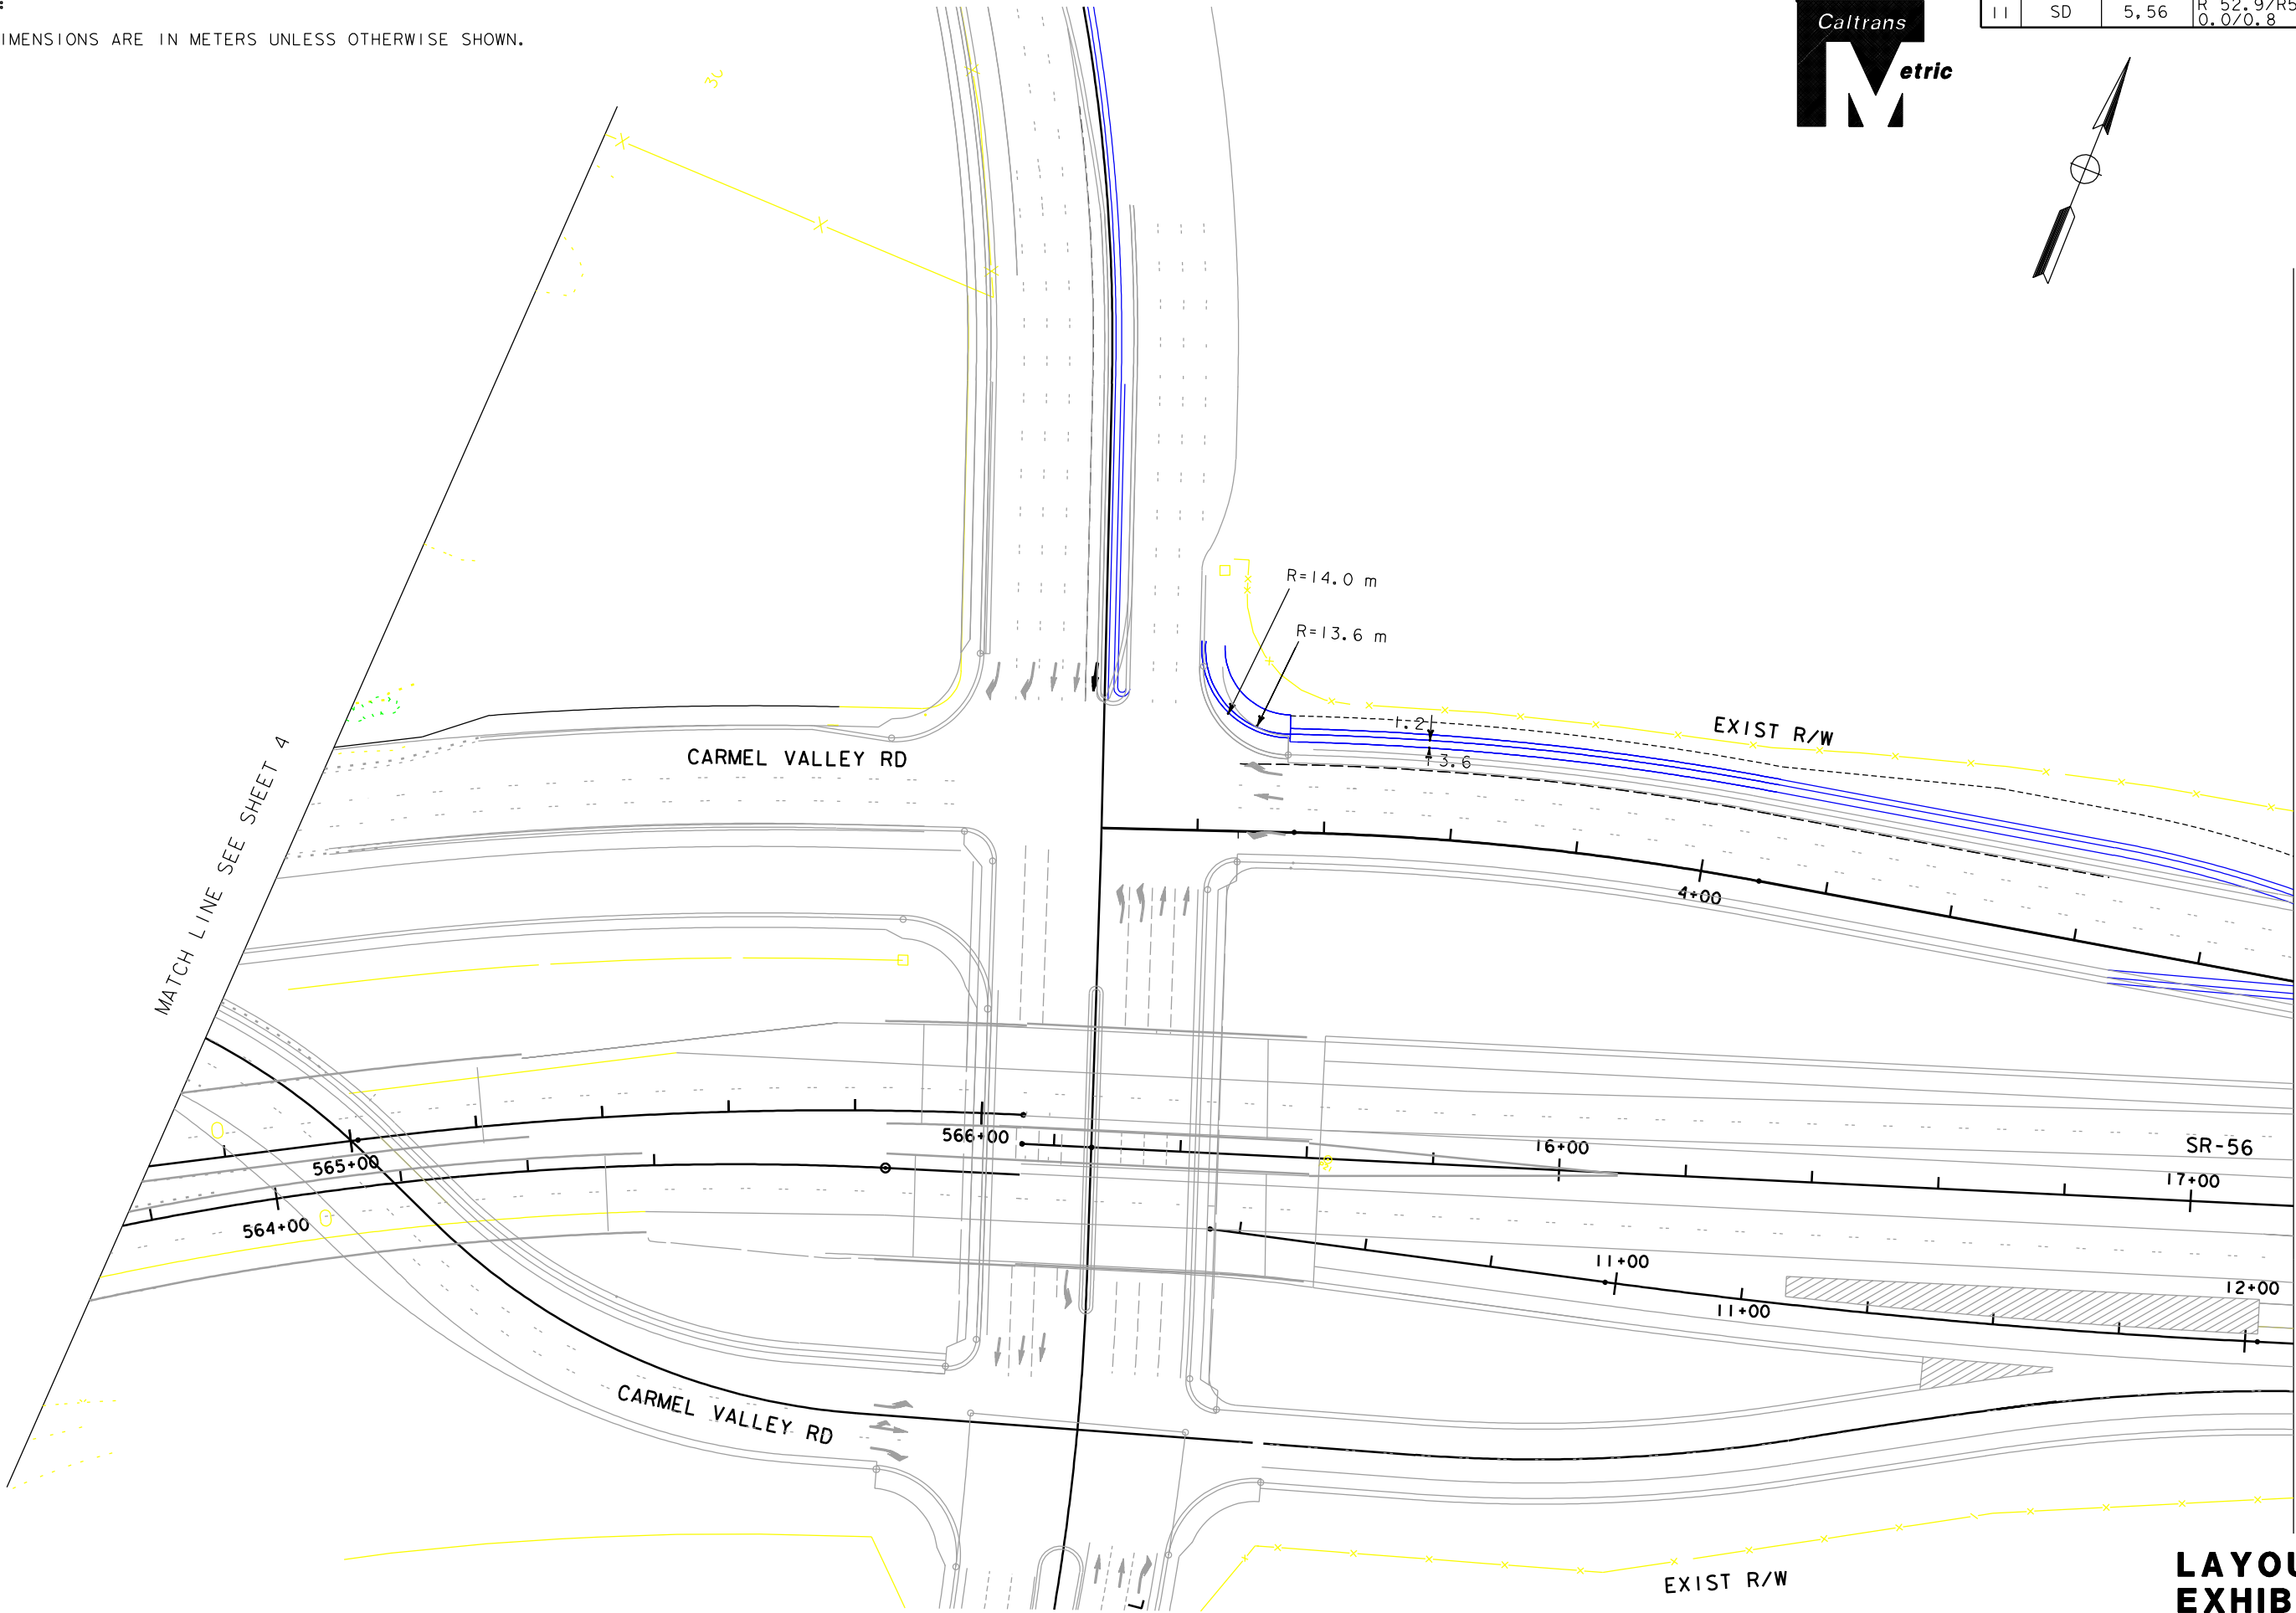 IMENSIONS ARE IN METERS UNLESS OTHERWISE SHOWN.
Caltrans
Metric
11 SD 5,56 R 52.9/R5
0.0/0.8
R=14.0 m
R=13.6 m
1.2
3.6
EXIST R/W
CARMEL VALLEY RD
MATCH LINE SEE SHEET 4
4+00
566+00
565+00
564+00
16+00
SR-56
17+00
11+00
12+00
11+00
CARMEL VALLEY RD
EXIST R/W
LAYOU
EXHIB